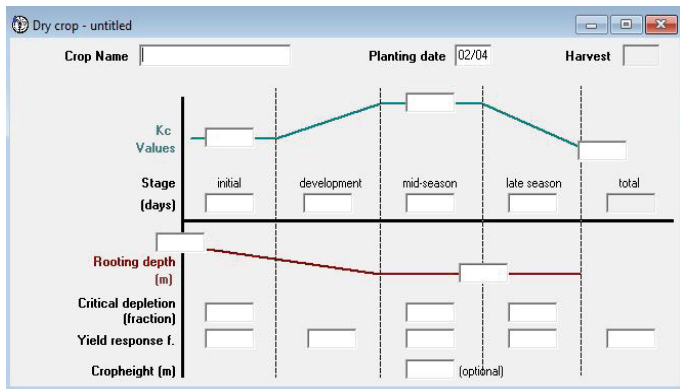 Dry crop - untitled
Crop Name Planting date 02/04 Harvest
Kc
Values
Stage initial development mid-season late season total
(days)
Rooting depth
(m)
Critical depletion
(fraction)
Yield response f.
Cropheight (m) (optional)